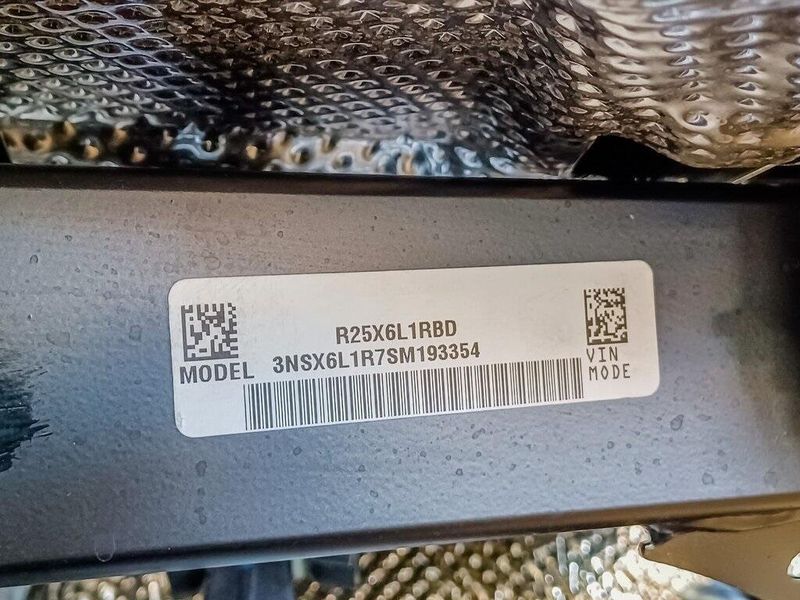 R25X6L1RBD
3NSX6L1R7SM193354
MODEL
VIN
MODE